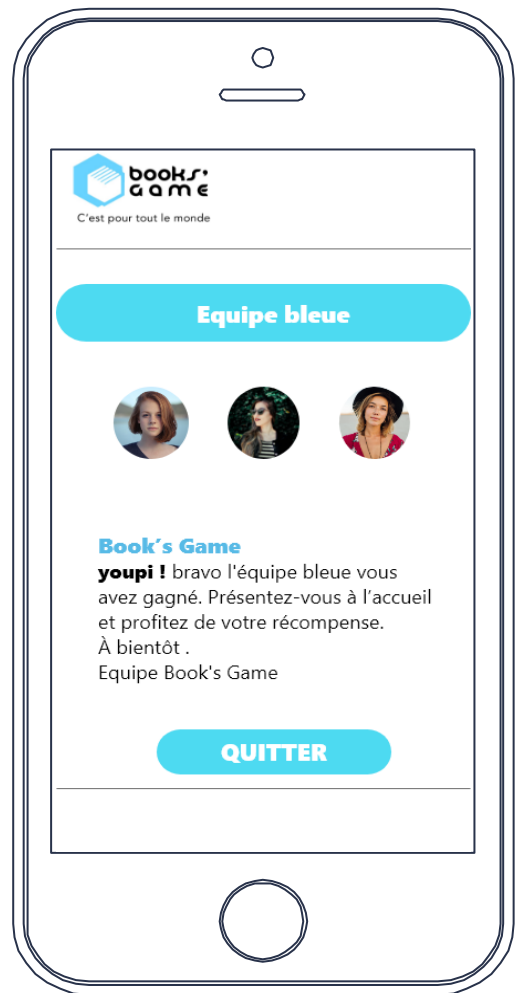 books'
game
C'est pour tout le monde
Equipe bleue
Book’s Game
youpi ! bravo l'équipe bleue vous
avez gagné. Présentez-vous à l’accueil
et profitez de votre récompense.
À bientôt .
Equipe Book's Game
QUITTER